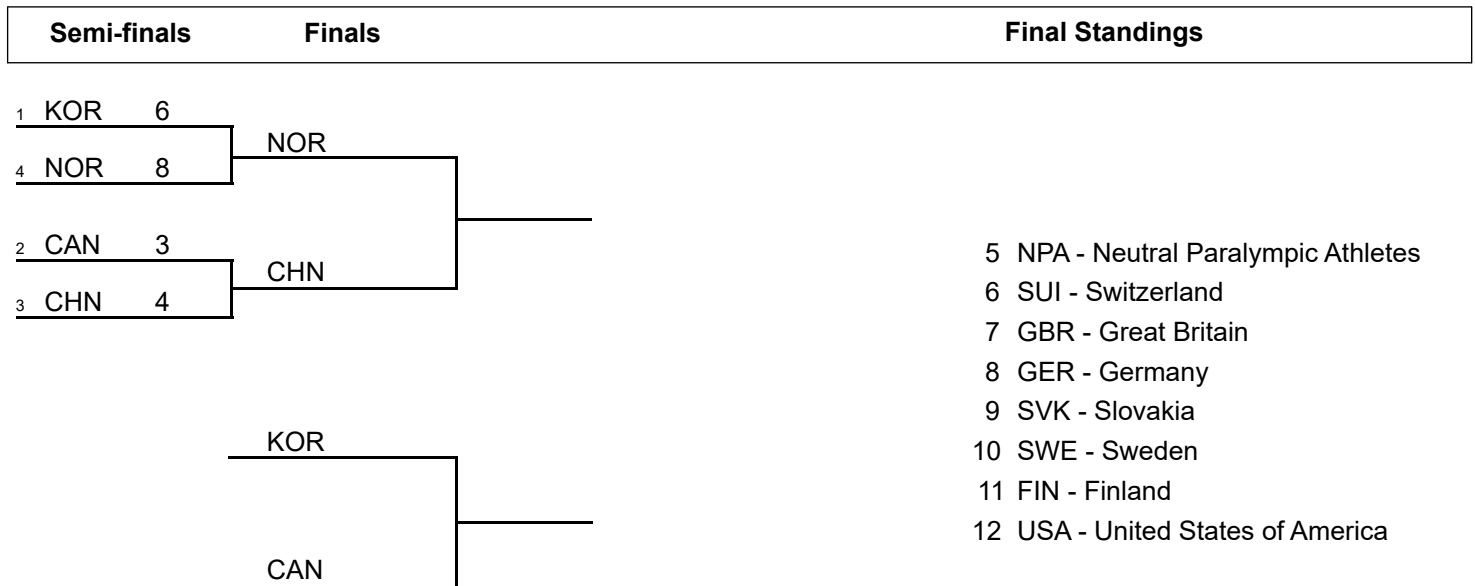 Semi-finals Finals Final Standings
1 KOR 6
NOR
4 NOR 8
2 CAN 3
CHN
3 CHN 4
KOR
CAN
5 NPA - Neutral Paralympic Athletes
6 SUI - Switzerland
7 GBR - Great Britain
8 GER - Germany
9 SVK - Slovakia
10 SWE - Sweden
11 FIN - Finland
12 USA - United States of America